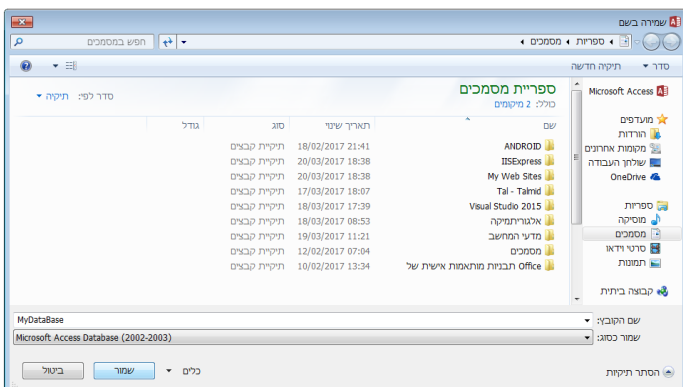 שמירה בשם
ספריות
מסמכים
חפש במסמכים
סדר
תיקיה חדשה
Microsoft Access
מועדפים
הורדות
מקומות אחרונים
שולחן העבודה
OneDrive
ספריות
מוסיקה
מסמכים
סרטי וידאו
תמונות
קבוצה ביתית
ספריית מסמכים
כולל: 2 מיקומים
סדר לפי: תיקיה
שם תאריך שינוי סוג גודל
ANDROID 18/02/2017 21:41 תיקיית קבצים
IISExpress 20/03/2017 18:38 תיקיית קבצים
My Web Sites 20/03/2017 18:38 תיקיית קבצים
Tal - Talmid 17/03/2017 18:07 תיקיית קבצים
Visual Studio 2015 18/03/2017 17:39 תיקיית קבצים
אלגוריתמיקה 18/03/2017 08:53 תיקיית קבצים
מדעי המחשב 19/03/2017 11:21 תיקיית קבצים
מסמכים 12/02/2017 07:04 תיקיית קבצים
תבניות מותאמות אישית של Office 10/02/2017 13:34 תיקיית קבצים
שם הקובץ: MyDataBase
שמור כסוג: Microsoft Access Database (2002-2003)
הסתר תיקיות
כלים
שמור
ביטול